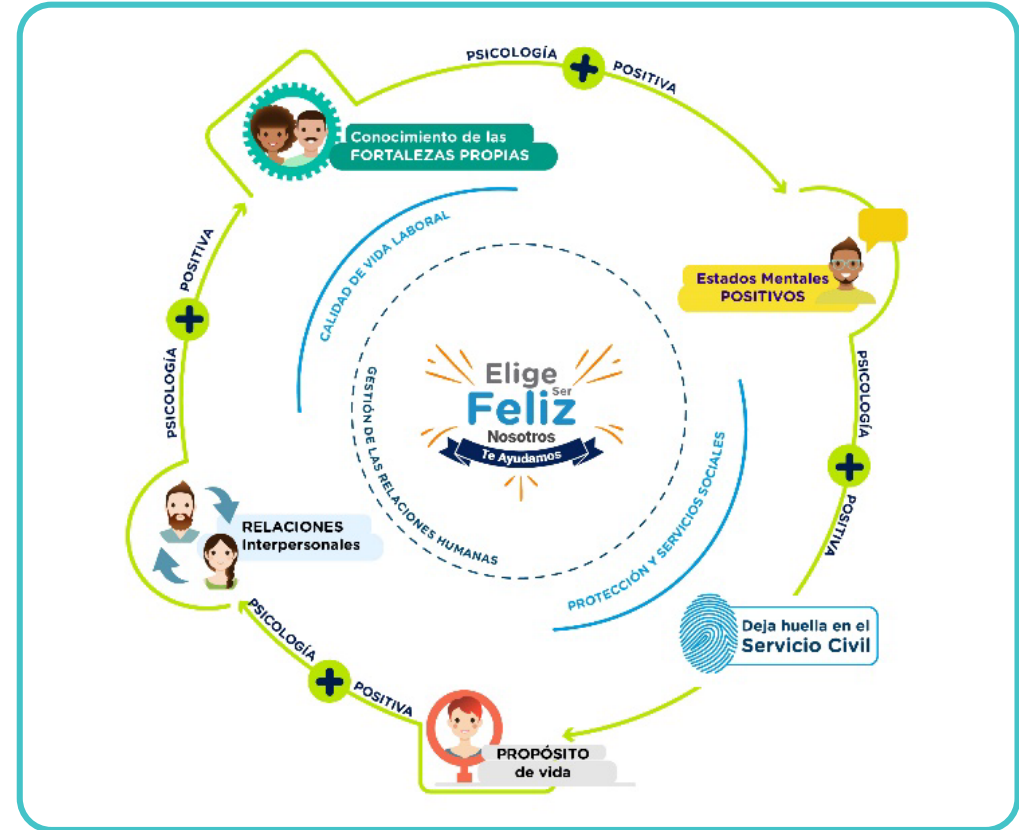 PSICOLOGÍA + POSITIVA
Conocimiento de las
FORTALEZAS PROPIAS
Estados Mentales
POSITIVOS
PSICOLOGÍA + POSITIVA
Deja huella en el
Servicio Civil
PROPÓSITO
de vida
PSICOLOGÍA + POSITIVA
RELACIONES
Interpersonales
PSICOLOGÍA + POSITIVA
CALIDAD DE VIDA LABORAL
PROTECCIÓN Y SERVICIOS SOCIALES
GESTIÓN DE LAS RELACIONES HUMANAS
Elige
Ser
Feliz
Nosotros
Te Ayudamos